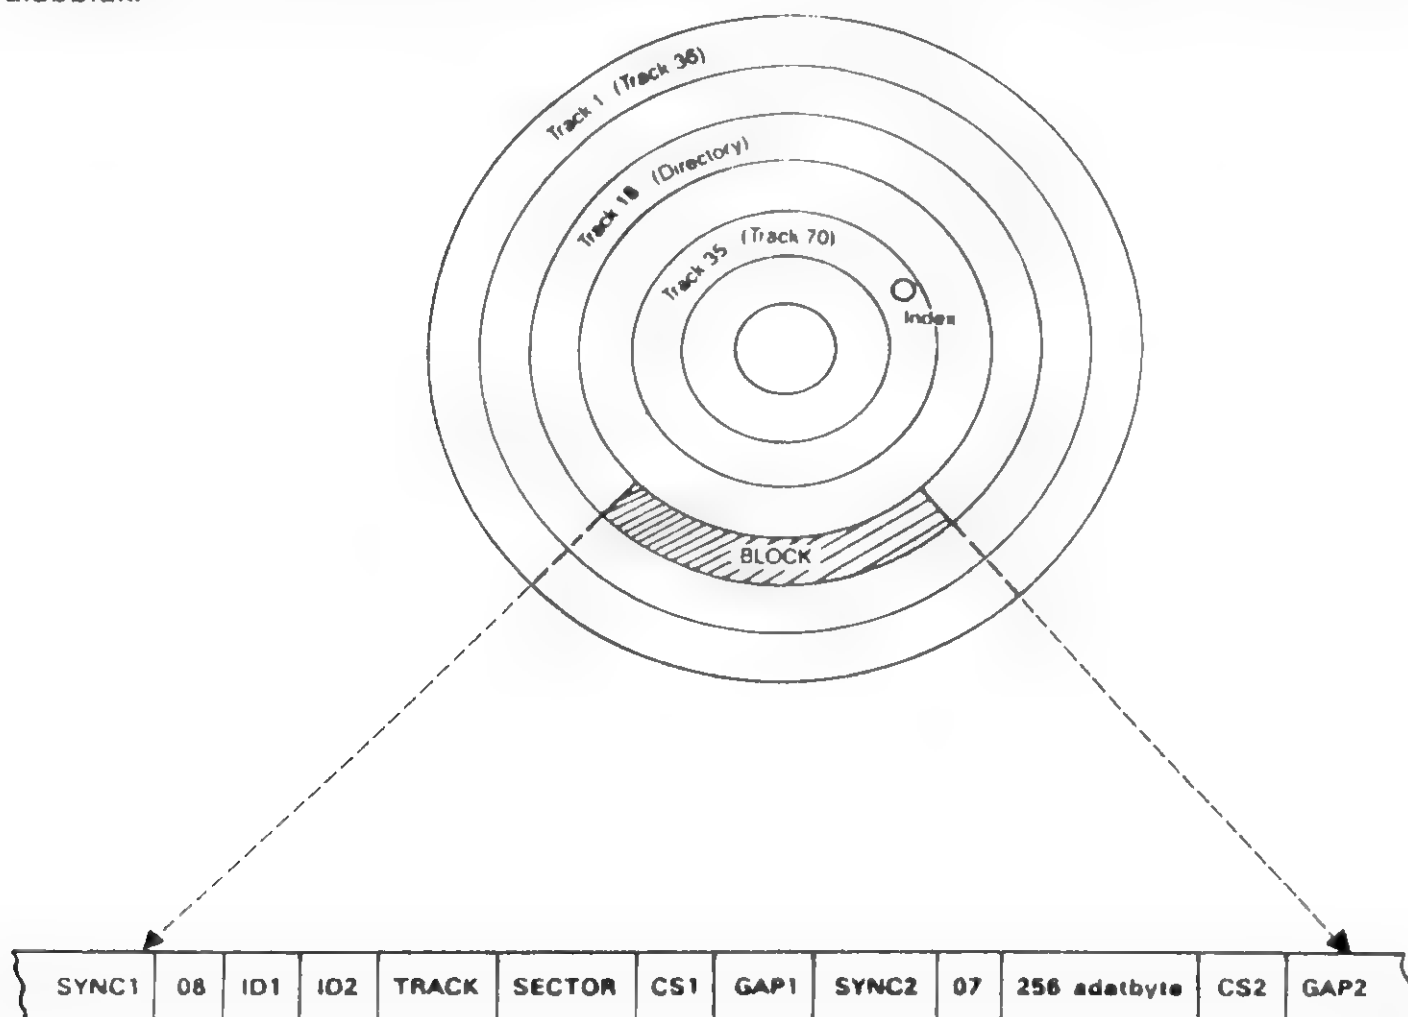 Track 1 (Track 36)
Track 18 (Directory)
Track 35 (Track 70)
Index
BLOCK
SYNC1 08 ID1 ID2 TRACK SECTOR CS1 GAP1 SYNC2 07 256 adatbyte CS2 GAP2